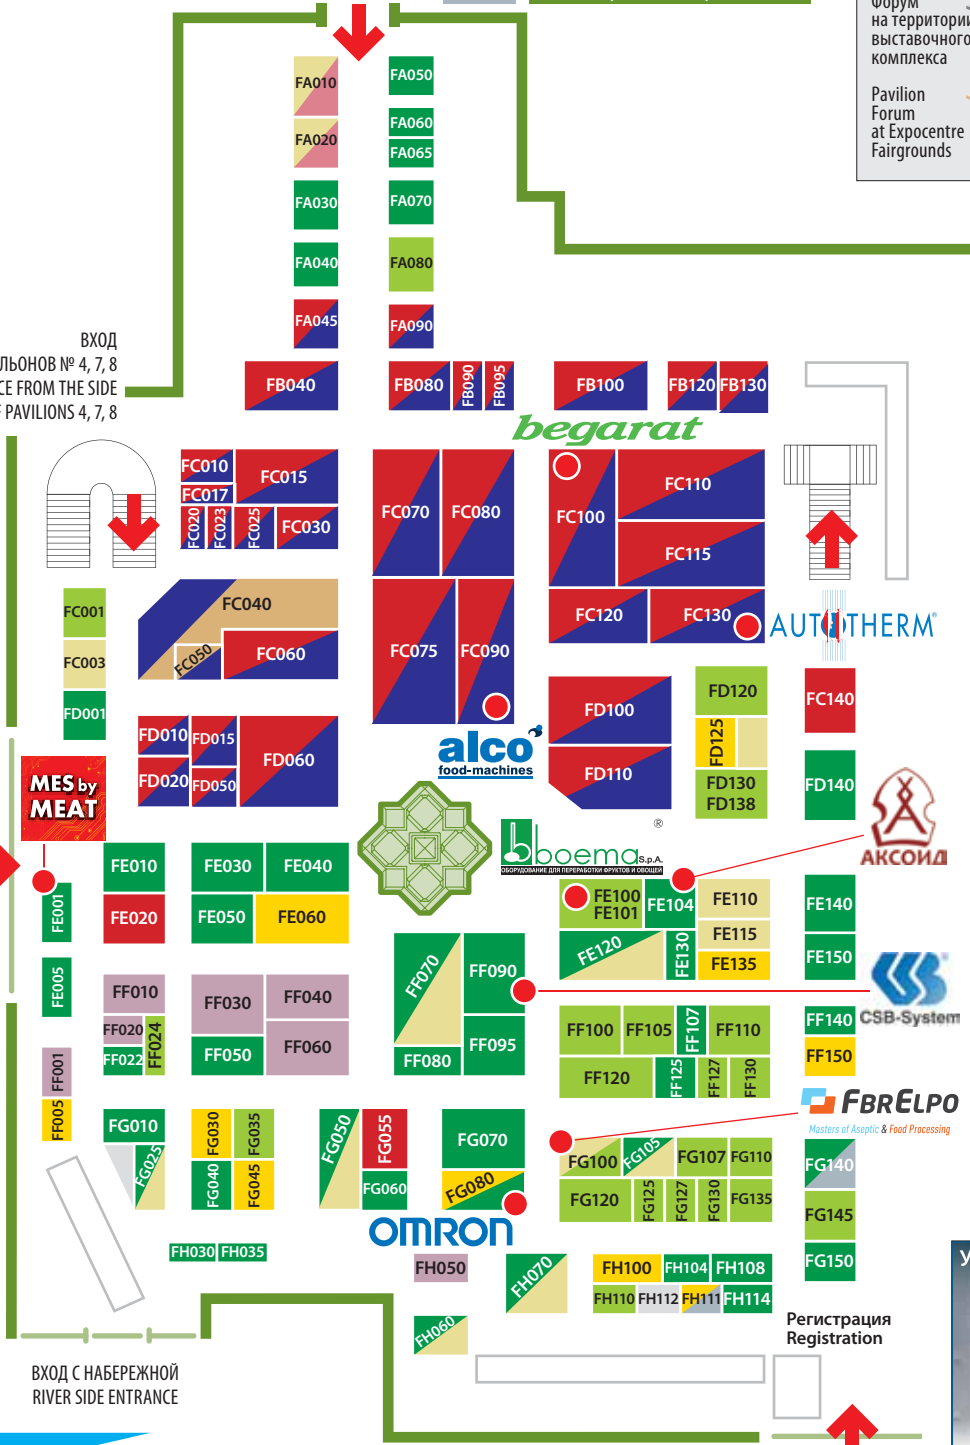 Форум
на территории
выставочного
комплекса
Pavilion
Forum
at Expocentre
Fairgrounds
FA010
FA050
FA020
FA060
FA065
FA030
FA070
FA040
FA080
FA045
FA090
ВХОД
№ 4, 7, 8
FROM THE SIDE
PAVILIONS 4, 7, 8
FB040
FB080
FB090
FB095
FB100
FB120
FB130
begarat
FC010
FC015
FC017
FC020
FC023
FC025
FC030
FC070
FC080
FC100
FC110
FC115
FC001
FC003
FD001
FC040
FC050
FC060
FC075
FC090
FC120
FC130
AUTOTHERM
FD010
FD015
FD020
FD050
FD060
alco
food-machines
FD100
FD110
FD120
FD125
FD130
FD138
FC140
FD140
MES by
MEAT
boema S.p.A.
®
ОБОРУДОВАНИЕ ДЛЯ ПЕРЕРАБОТКИ ФРУКТОВ И ОВОЩЕЙ
АКСОИД
FE001
FE005
FE010
FE020
FE030
FE040
FE050
FE060
FE100
FE101
FE104
FE110
FE115
FE120
FE130
FE135
FE140
FE150
CSB-System
FF010
FF020
FF022
FF024
FF001
FF005
FF030
FF040
FF050
FF060
FF070
FF080
FF090
FF095
FF100
FF105
FF107
FF110
FF120
FF125
FF127
FF130
FF140
FF150
FBRELPO
Masters of Aseptic & Food Processing
FG010
FG025
FG030
FG035
FG040
FG045
FG050
FG055
FG060
FG070
FG080
OMRON
FG100
FG105
FG107
FG110
FG120
FG125
FG127
FG130
FG135
FG140
FG145
FG150
FH030
FH035
FH050
FH060
FH070
FH100
FH104
FH108
FH110
FH112
FH111
FH114
Регистрация
Registration
ВХОД С НАБЕРЕЖНОЙ
RIVER SIDE ENTRANCE